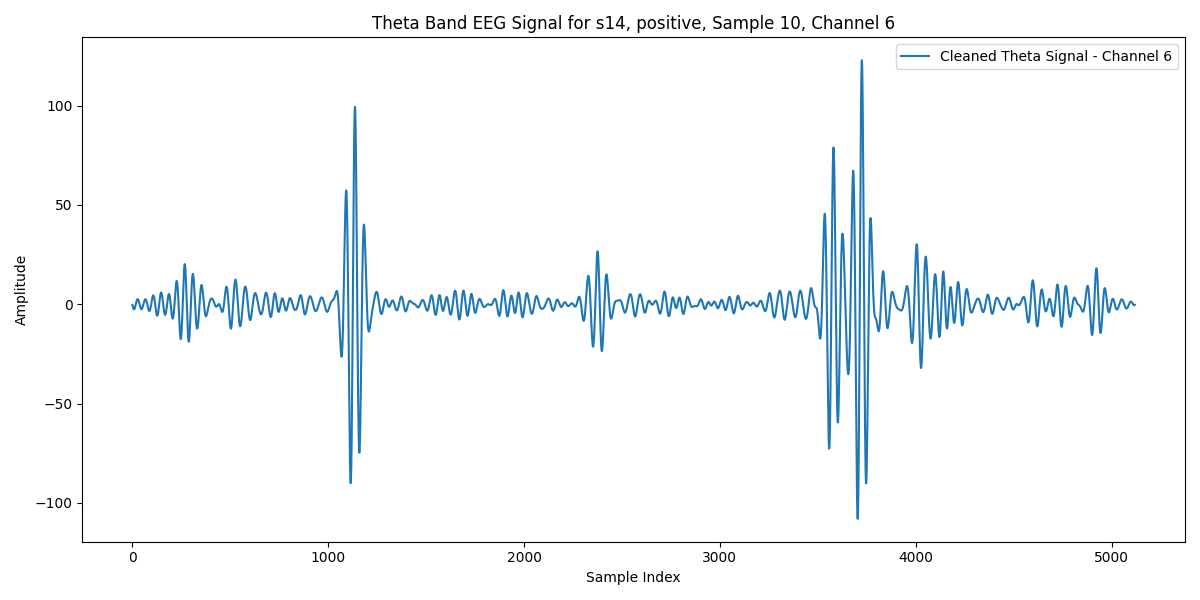 Theta Band EEG Signal for s14, positive, Sample 10, Channel 6
Cleaned Theta Signal - Channel 6
100
50
0
−50
−100
Amplitude
0 1000 2000 3000 4000 5000
Sample Index